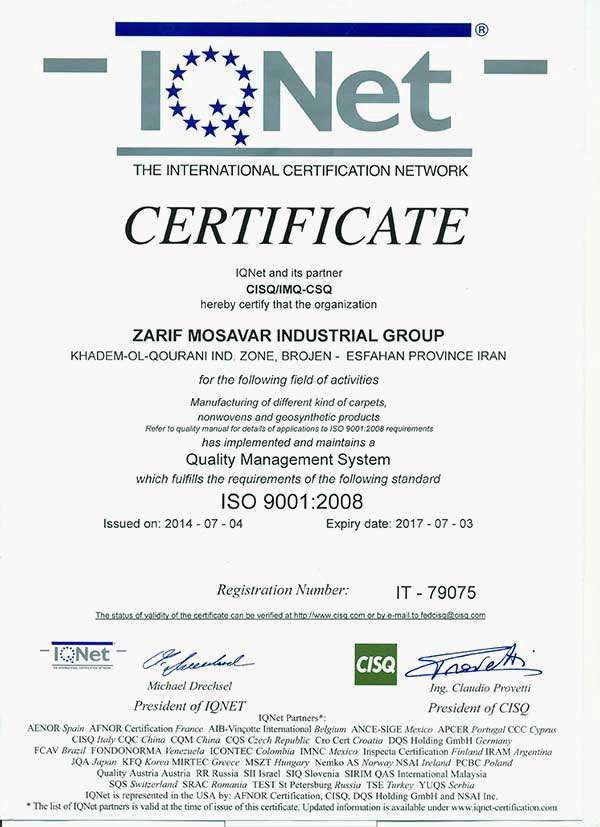 IQNet®
THE INTERNATIONAL CERTIFICATION NETWORK
CERTIFICATE
IQNet and its partner
CISQ/IMQ-CSQ
hereby certify that the organization
ZARIF MOSAVAR INDUSTRIAL GROUP
KHADEM-OL-QOURANI IND. ZONE, BROJEN - ESFAHAN PROVINCE IRAN
for the following field of activities
Manufacturing of different kind of carpets,
nonwovens and geosynthetic products
Refer to quality manual for details of applications to ISO 9001:2008 requirements
has implemented and maintains a
Quality Management System
which fulfills the requirements of the following standard
ISO 9001:2008
Issued on: 2014 - 07 - 04 Expiry date: 2017 - 07 - 03
Registration Number: IT - 79075
The status of validity of the certificate can be verified at http://www.cisq.com or by e-mail to fedcisq@cisq.com
IQNet
THE INTERNATIONAL CERTIFICATION NETWORK
CISQ
Michael Drechsel Ing. Claudio Provetti
President of IQNET President of CISQ
IQNet Partners*:
AENOR Spain AFNOR Certification France AIB-Vinçotte International Belgium ANCE-SIGE Mexico APCER Portugal CCC Cyprus
CISQ Italy CQC China CQM China CQS Czech Republic Cro Cert Croatia DQS Holding GmbH Germany
FCAV Brazil FONDONORMA Venezuela ICONTEC Colombia IMNC Mexico Inspecta Certification Finland IRAM Argentina
JQA Japan KFQ Korea MIRTEC Greece MSZT Hungary Nemko AS Norway NSAI Ireland PCBC Poland
Quality Austria Austria RR Russia SII Israel SIQ Slovenia SIRIM QAS International Malaysia
SQS Switzerland SRAC Romania TEST St Petersburg Russia TSE Turkey YUQS Serbia
IQNet is represented in the USA by: AFNOR Certification, CISQ, DQS Holding GmbH and NSAI Inc.
* The list of IQNet partners is valid at the time of issue of this certificate. Updated information is available under www.iqnet-certification.com